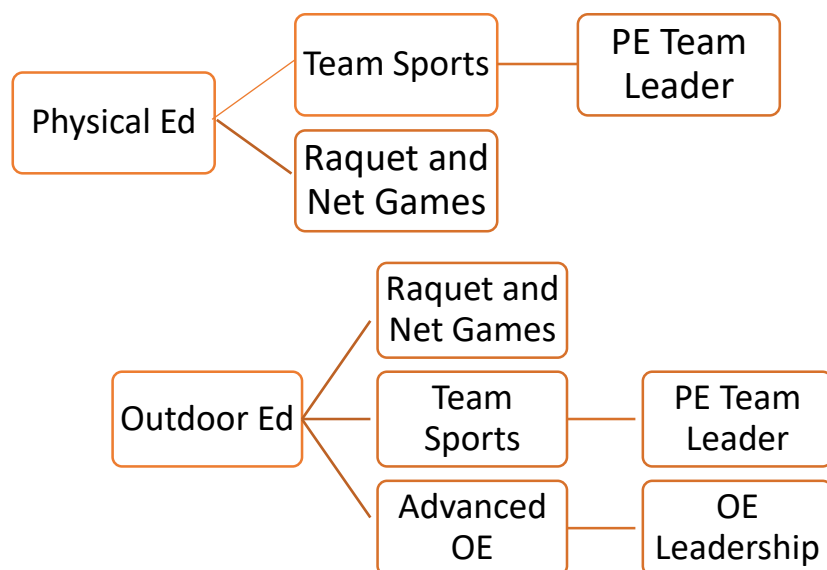 Physical Ed
Team Sports
PE Team
Leader
Raquet and
Net Games
Outdoor Ed
Raquet and
Net Games
Team
Sports
PE Team
Leader
Advanced
OE
OE
Leadership